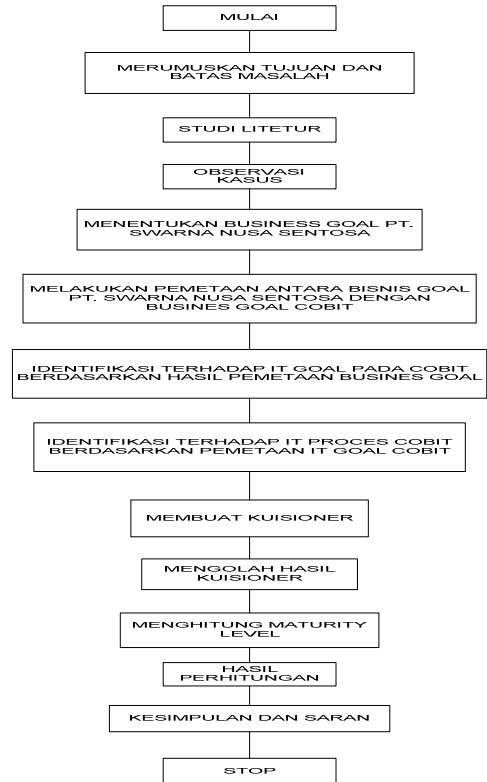 MULAI
MERUMUSKAN TUJUAN DAN
BATAS MASALAH
STUDI LITETUR
OBSERVASI
KASUS
MENENTUKAN BUSINESS GOAL PT.
SWARNA NUSA SENTOSA
MELAKUKAN PEMETAAN ANTARA BISNIS GOAL
PT. SWARNA NUSA SENTOSA DENGAN
BUSINES GOAL COBIT
IDENTIFIKASI TERHADAP IT GOAL PADA COBIT
BERDASARKAN HASIL PEMETAAN BUSINES GOAL
IDENTIFIKASI TERHADAP IT PROCES COBIT
BERDASARKAN PEMETAAN IT GOAL COBIT
MEMBUAT KUISIONER
MENGOLAH HASIL
KUISIONER
MENGHITUNG MATURITY
LEVEL
HASIL
PERHITUNGAN
KESIMPULAN DAN SARAN
STOP